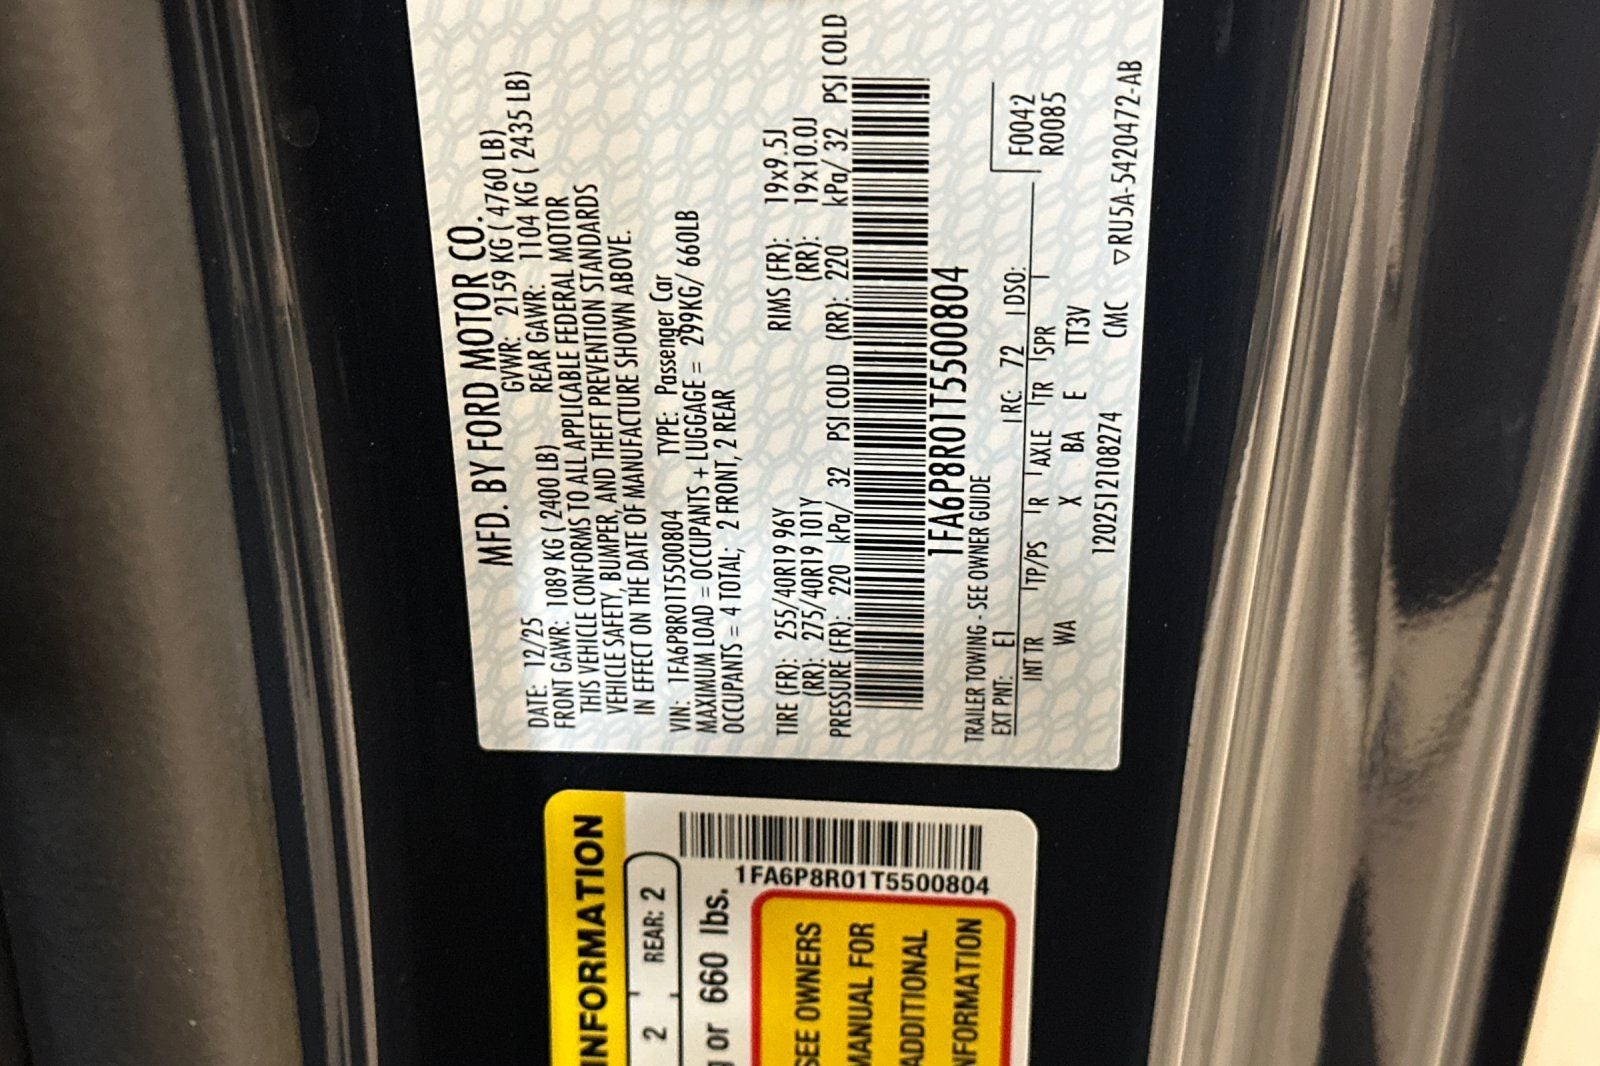 MFD. BY FORD MOTOR CO.
DATE: 12/25 GVWR: 2159 KG ( 4760 LB)
FRONT GAWR: 1089 KG ( 2400 LB) REAR GAWR: 1104 KG ( 2435 LB)
THIS VEHICLE CONFORMS TO ALL APPLICABLE FEDERAL MOTOR
VEHICLE SAFETY, BUMPER, AND THEFT PREVENTION STANDARDS
IN EFFECT ON THE DATE OF MANUFACTURE SHOWN ABOVE.
VIN: 1FA6P8R01T5500804 TYPE: Passenger Car
MAXIMUM LOAD = OCCUPANTS + LUGGAGE = 299KG/ 660LB
OCCUPANTS = 4 TOTAL; 2 FRONT, 2 REAR
TIRE (FR): 255/40R19 96Y RIMS (FR): 19x9.5J
(RR): 275/40R19 101Y (RR): 19x10.0J
PRESSURE (FR): 220 kPa/ 32 PSI COLD (RR): 220 kPa/ 32 PSI COLD
1FA6P8R01T5500804
TRAILER TOWING - SEE OWNER GUIDE
EXT PNT: E1 RC: 72 DSO: F0042
INT TR TP/PS R AXLE TR SPR R0085
WA X BA E TT3V
1202512108274 CMC ▽RU5A-5420472-AB
INFORMATION
2 REAR: 2
or 660 lbs.
1FA6P8R01T5500804
SEE OWNERS
MANUAL FOR
ADDITIONAL
INFORMATION